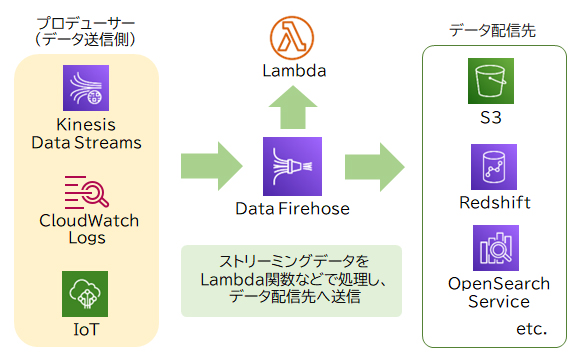 プロデューサー
（データ送信側）
Kinesis
Data Streams
CloudWatch
Logs
IoT
Lambda
Data Firehose
ストリーミングデータを
Lambda関数などで処理し、
データ配信先へ送信
データ配信先
S3
Redshift
OpenSearch
Service
etc.